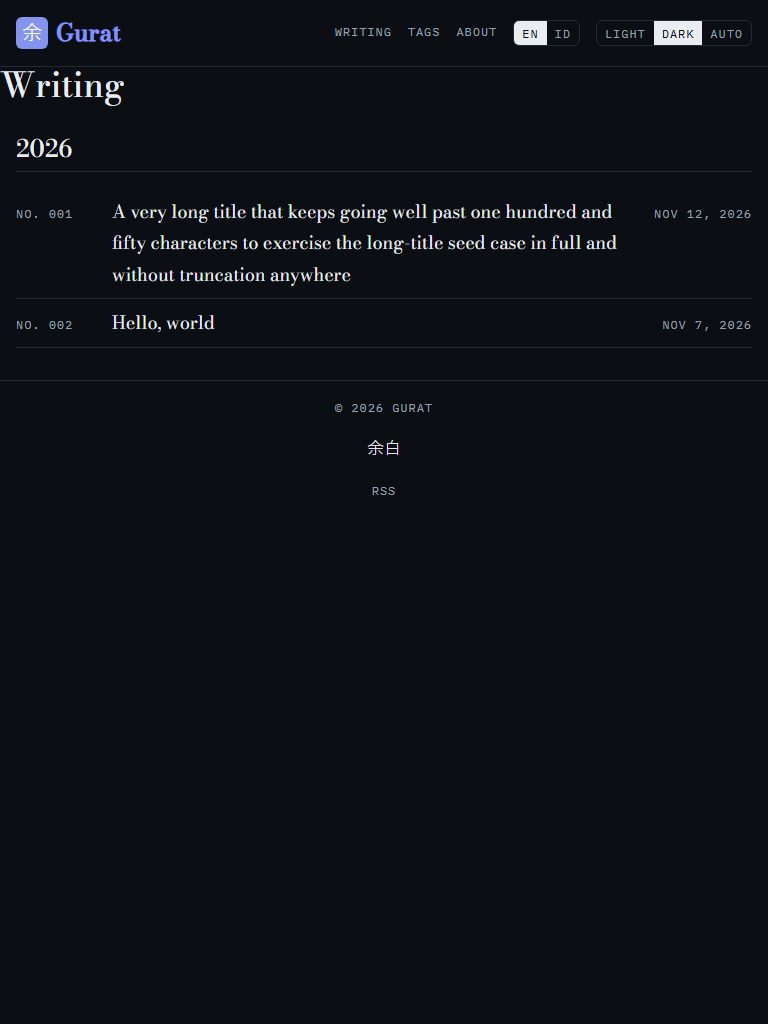 余 Gurat WRITING TAGS ABOUT EN ID LIGHT DARK AUTO
Writing
2026
NO. 001 A very long title that keeps going well past one hundred and NOV 12, 2026
fifty characters to exercise the long-title seed case in full and
without truncation anywhere
NO. 002 Hello, world NOV 7, 2026
© 2026 GURAT
余白
RSS